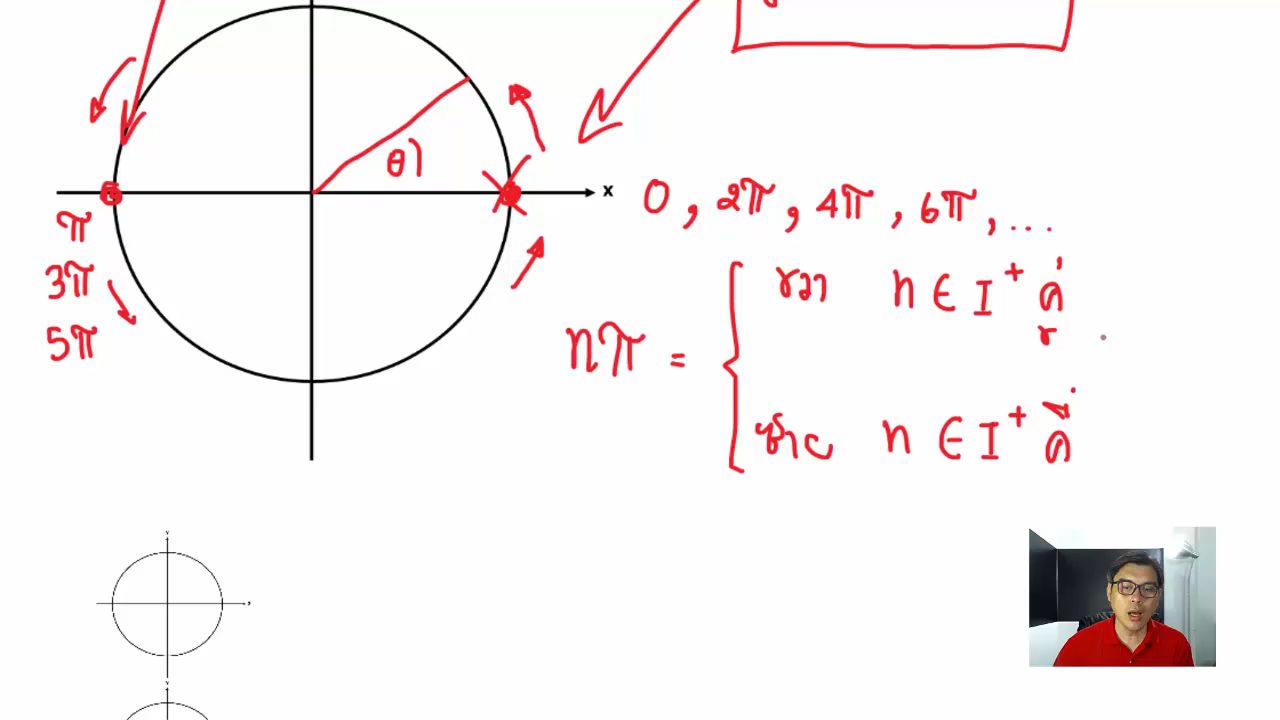 θ
x
0, 2π, 4π, 6π, ...
π
3π
5π
nπ =
ขวา n ∈ I⁺ คู่
ซ้าย n ∈ I⁺ คี่